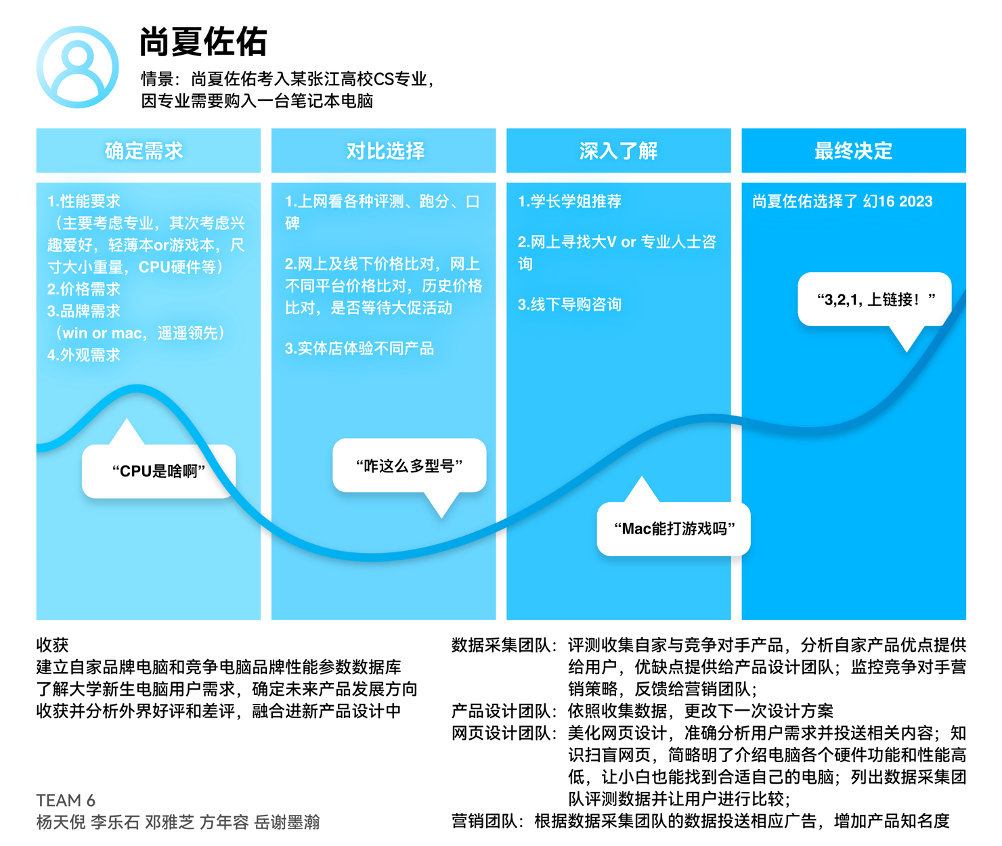 尚夏佐佑
情景：尚夏佐佑考入某张江高校CS专业，
因专业需要购入一台笔记本电脑
确定需求
1.性能要求
（主要考虑专业，其次考虑兴
趣爱好，轻薄本or游戏本，尺
寸大小重量，CPU硬件等）
2.价格需求
3.品牌需求
（win or mac，遥遥领先）
4.外观需求
“CPU是啥啊”
对比选择
1.上网看各种评测、跑分、口
碑
2.网上及线下价格比对，网上
不同平台价格比对，历史价格
比对，是否等待大促活动
3.实体店体验不同产品
“咋这么多型号”
深入了解
1.学长学姐推荐
2.网上寻找大V or 专业人士咨
询
3.线下导购咨询
“Mac能打游戏吗”
最终决定
尚夏佐佑选择了 幻16 2023
“3,2,1, 上链接！”
收获
建立自家品牌电脑和竞争电脑品牌性能参数数据库
了解大学新生电脑用户需求，确定未来产品发展方向
收获并分析外界好评和差评，融合进新产品设计中
数据采集团队：评测收集自家与竞争对手产品，分析自家产品优点提供
给用户，优缺点提供给产品设计团队；监控竞争对手营
销策略，反馈给营销团队；
产品设计团队：依照收集数据，更改下一次设计方案
网页设计团队：美化网页设计，准确分析用户需求并投送相关内容；知
识扫盲网页，简略明了介绍电脑各个硬件功能和性能高
低，让小白也能找到合适自己的电脑；列出数据采集团
队评测数据并让用户进行比较；
营销团队：根据数据采集团队的数据投送相应广告，增加产品知名度
TEAM 6
杨天倪 李乐石 邓雅芝 方年容 岳谢墨瀚